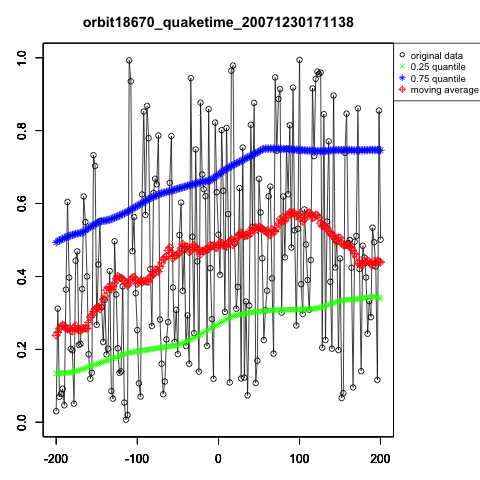 orbit18670_quaketime_20071230171138
original data
0.25 quantile
0.75 quantile
moving average
1.0
0.8
0.6
0.4
0.2
0.0
-200 -100 0 100 200